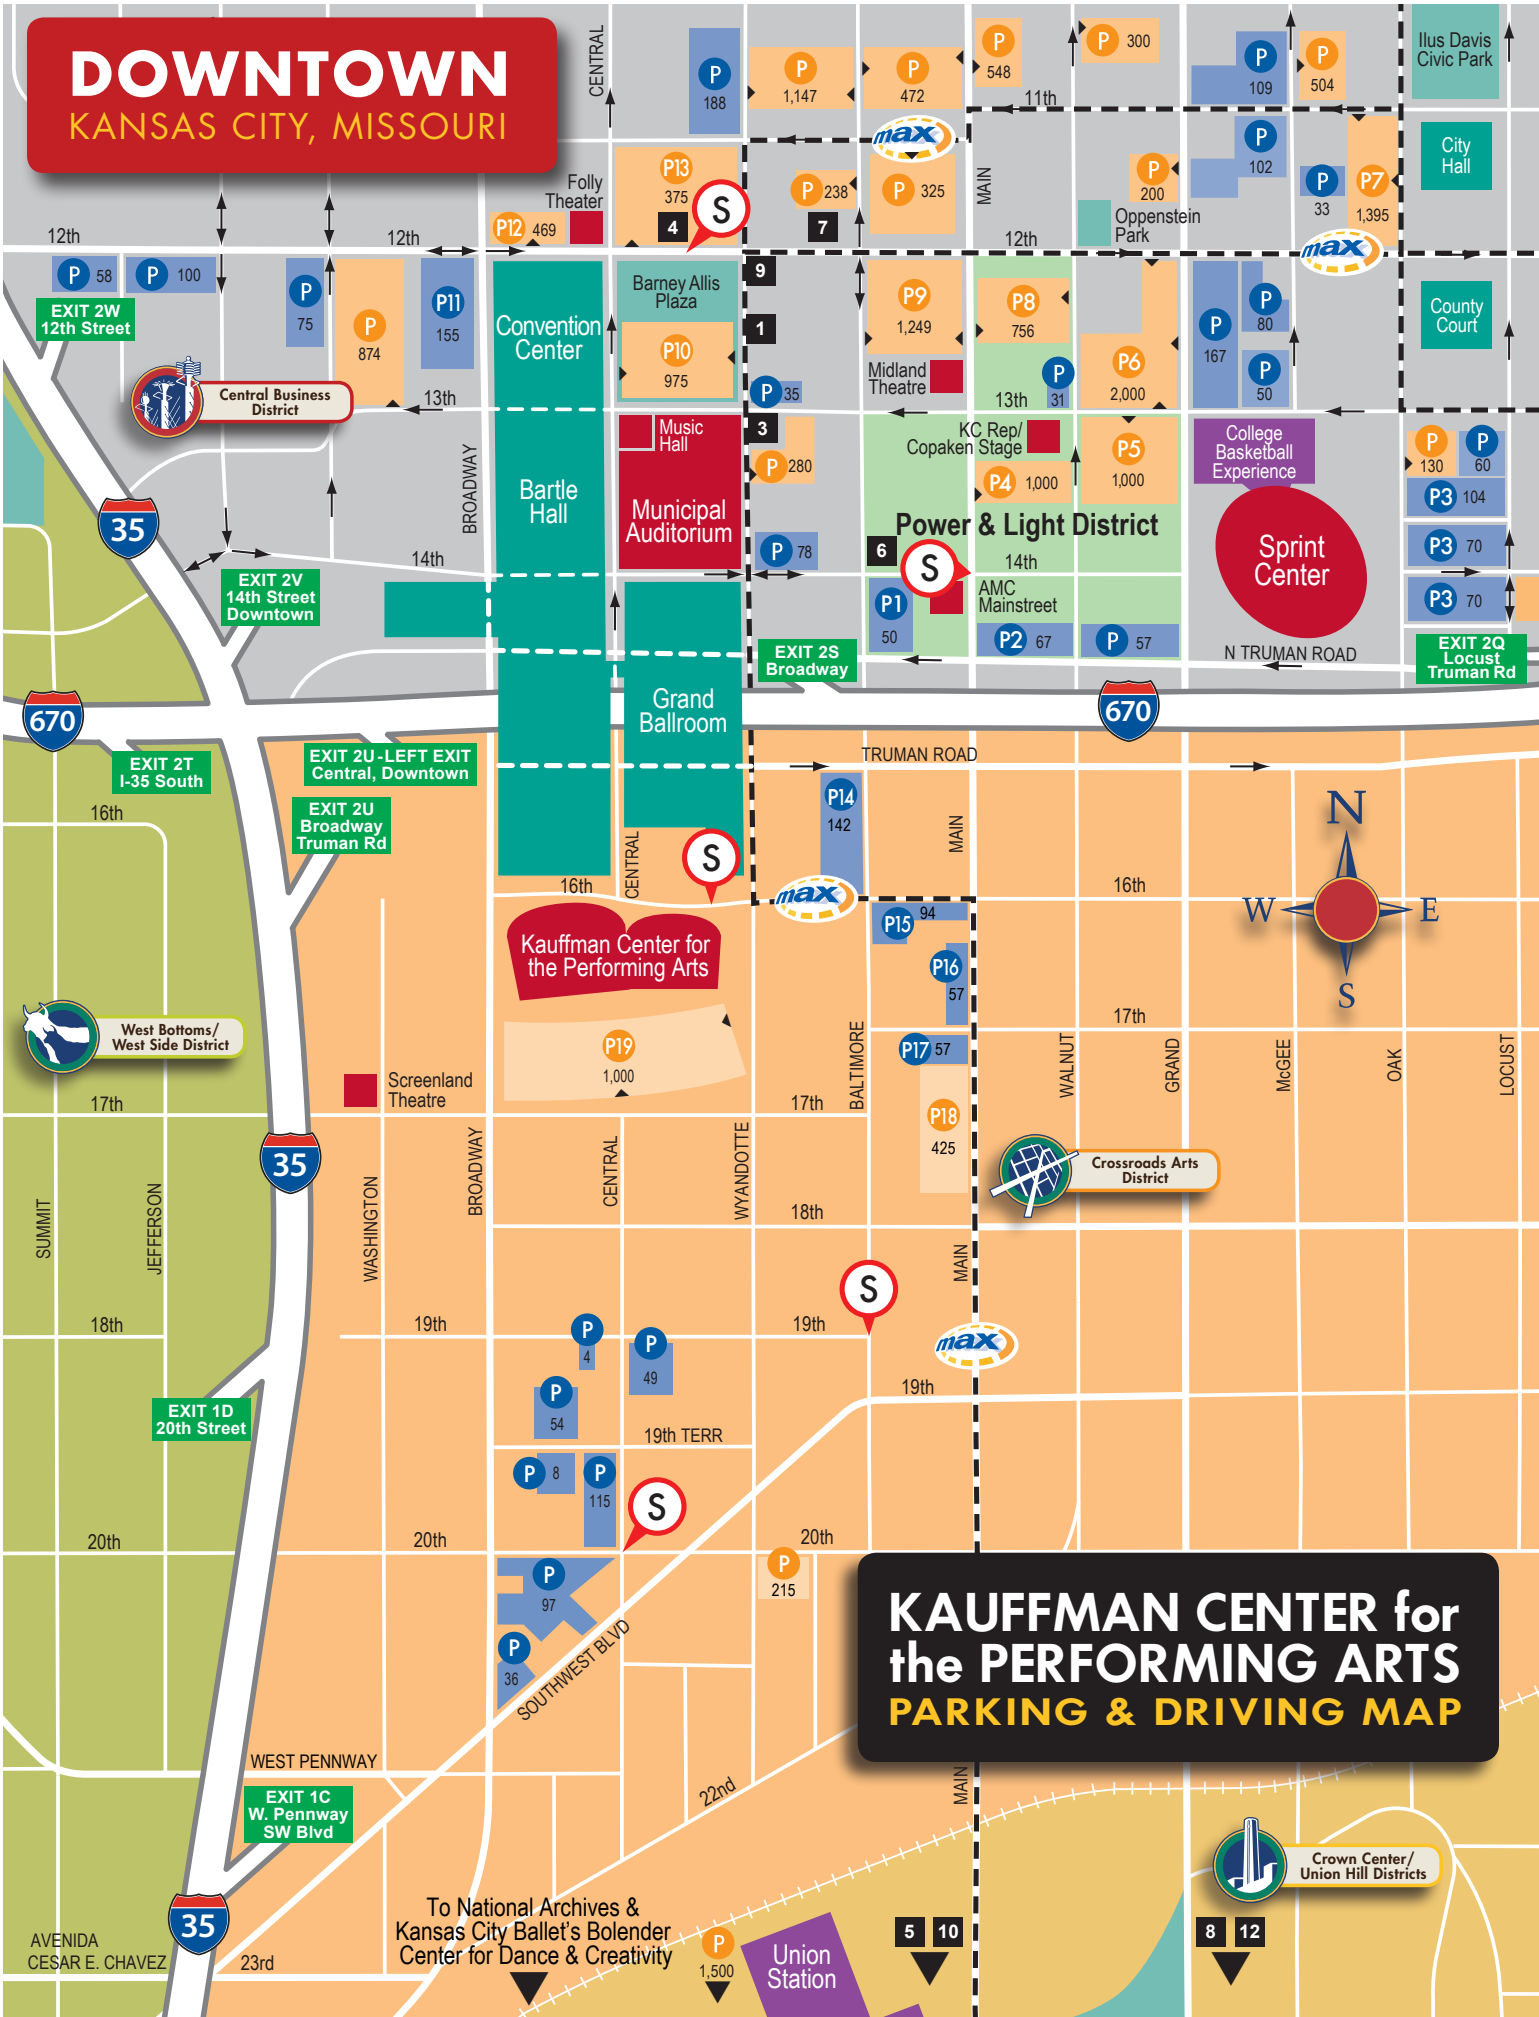 DOWNTOWN
KANSAS CITY, MISSOURI
CENTRAL
P
188
P
1,147
P
472
P
548
P 300
P
109
P
504
Ilus Davis
Civic Park
11th
max
MAIN
P
102
City
Hall
Folly
Theater
P13
375
4
S
P12 469
P 238
7
P 325
P
200
Oppenstein
Park
P
33
P7
1,395
12th
12th
12th
max
P 58
P 100
EXIT 2W
12th Street
P
75
P
874
P11
155
Convention
Center
Barney Allis
Plaza
P10
975
9
1
P9
1,249
P8
756
P6
2,000
P
167
P
80
P
50
County
Court
Midland
Theatre
P
31
P 35
Central Business
District
13th
13th
BROADWAY
Music
Hall
3
P 280
KC Rep/
Copaken Stage
P5
1,000
P4 1,000
College
Basketball
Experience
P
130
P
60
P3 104
35
Bartle
Hall
Municipal
Auditorium
Power & Light District
Sprint
Center
P3 70
P 78
6
S
14th
14th
EXIT 2V
14th Street
Downtown
P1
50
AMC
Mainstreet
P3 70
P2 67
P 57
EXIT 2S
Broadway
N TRUMAN ROAD
EXIT 2Q
Locust
Truman Rd
670
Grand
Ballroom
670
EXIT 2T
I-35 South
EXIT 2U-LEFT EXIT
Central, Downtown
TRUMAN ROAD
16th
EXIT 2U
Broadway
Truman Rd
P14
142
MAIN
N
W
E
S
CENTRAL
S
16th
max
16th
P15
94
Kauffman Center for
the Performing Arts
P16
57
17th
West Bottoms/
West Side District
P19
1,000
BALTIMORE
P17 57
WALNUT
GRAND
McGEE
OAK
LOCUST
Screenland
Theatre
17th
17th
P18
425
35
BROADWAY
CENTRAL
WYANDOTTE
Crossroads Arts
District
SUMMIT
JEFFERSON
WASHINGTON
18th
MAIN
S
18th
19th
P
4
P
49
19th
max
P
54
19th
EXIT 1D
20th Street
19th TERR
P 8
P
115
S
20th
20th
20th
P
97
P
215
P
36
SOUTHWEST BLVD
KAUFFMAN CENTER for
the PERFORMING ARTS
PARKING & DRIVING MAP
WEST PENNWAY
22nd
MAIN
EXIT 1C
W. Pennway
SW Blvd
Crown Center/
Union Hill Districts
35
To National Archives &
Kansas City Ballet's Bolender
Center for Dance & Creativity
P
1,500
Union
Station
5 10
8 12
AVENIDA
CESAR E. CHAVEZ
23rd